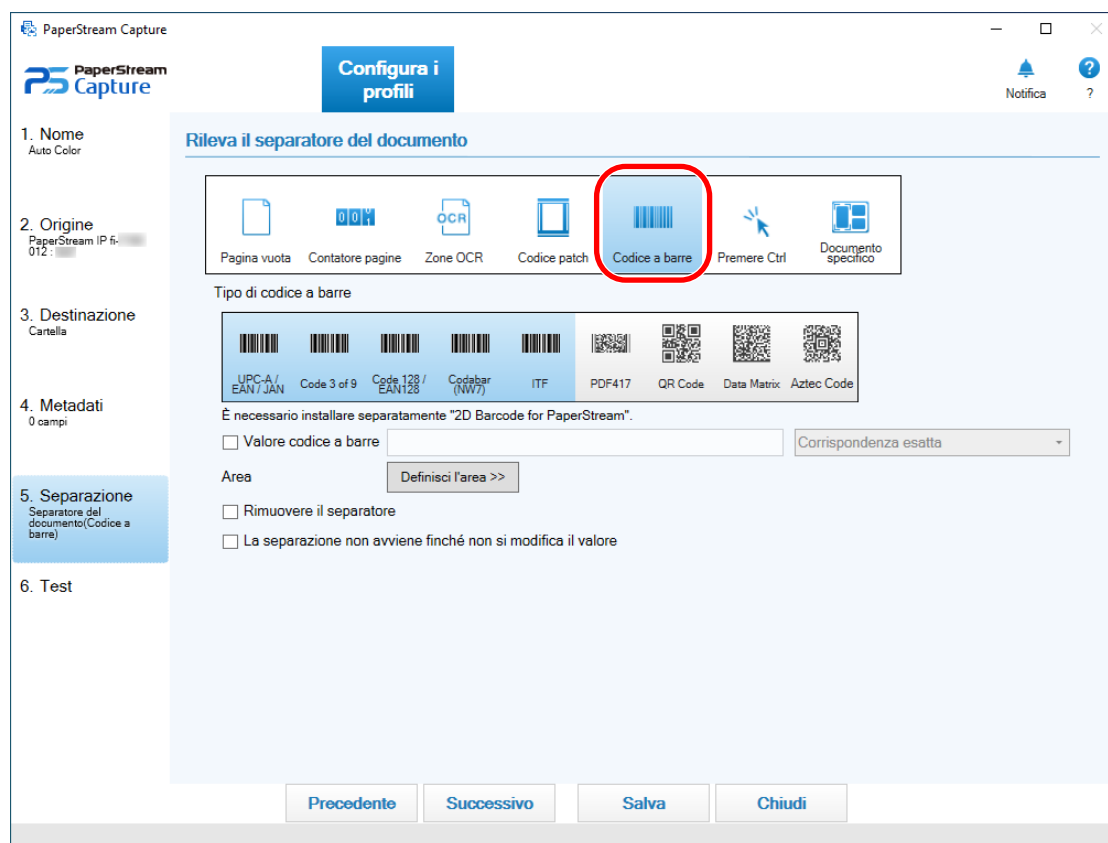 PaperStream Capture
PaperStream
Capture
Configura i
profili
Notifica
?
1. Nome
Auto Color
Rileva il separatore del documento
2. Origine
PaperStream IP fi-
012 :
001
OCR
Pagina vuota
Contatore pagine
Zone OCR
Codice patch
Codice a barre
Premere Ctrl
Documento
specifico
Tipo di codice a barre
3. Destinazione
Cartella
UPC-A /
EAN / JAN
Code 3 of 9
Code 128 /
EAN128
Codabar
(NW7)
ITF
PDF417
QR Code
Data Matrix
Aztec Code
4. Metadati
0 campi
È necessario installare separatamente "2D Barcode for PaperStream".
Valore codice a barre
Corrispondenza esatta
Area
Definisci l'area >>
5. Separazione
Separatore del
documento(Codice a
barre)
Rimuovere il separatore
La separazione non avviene finché non si modifica il valore
6. Test
Precedente
Successivo
Salva
Chiudi